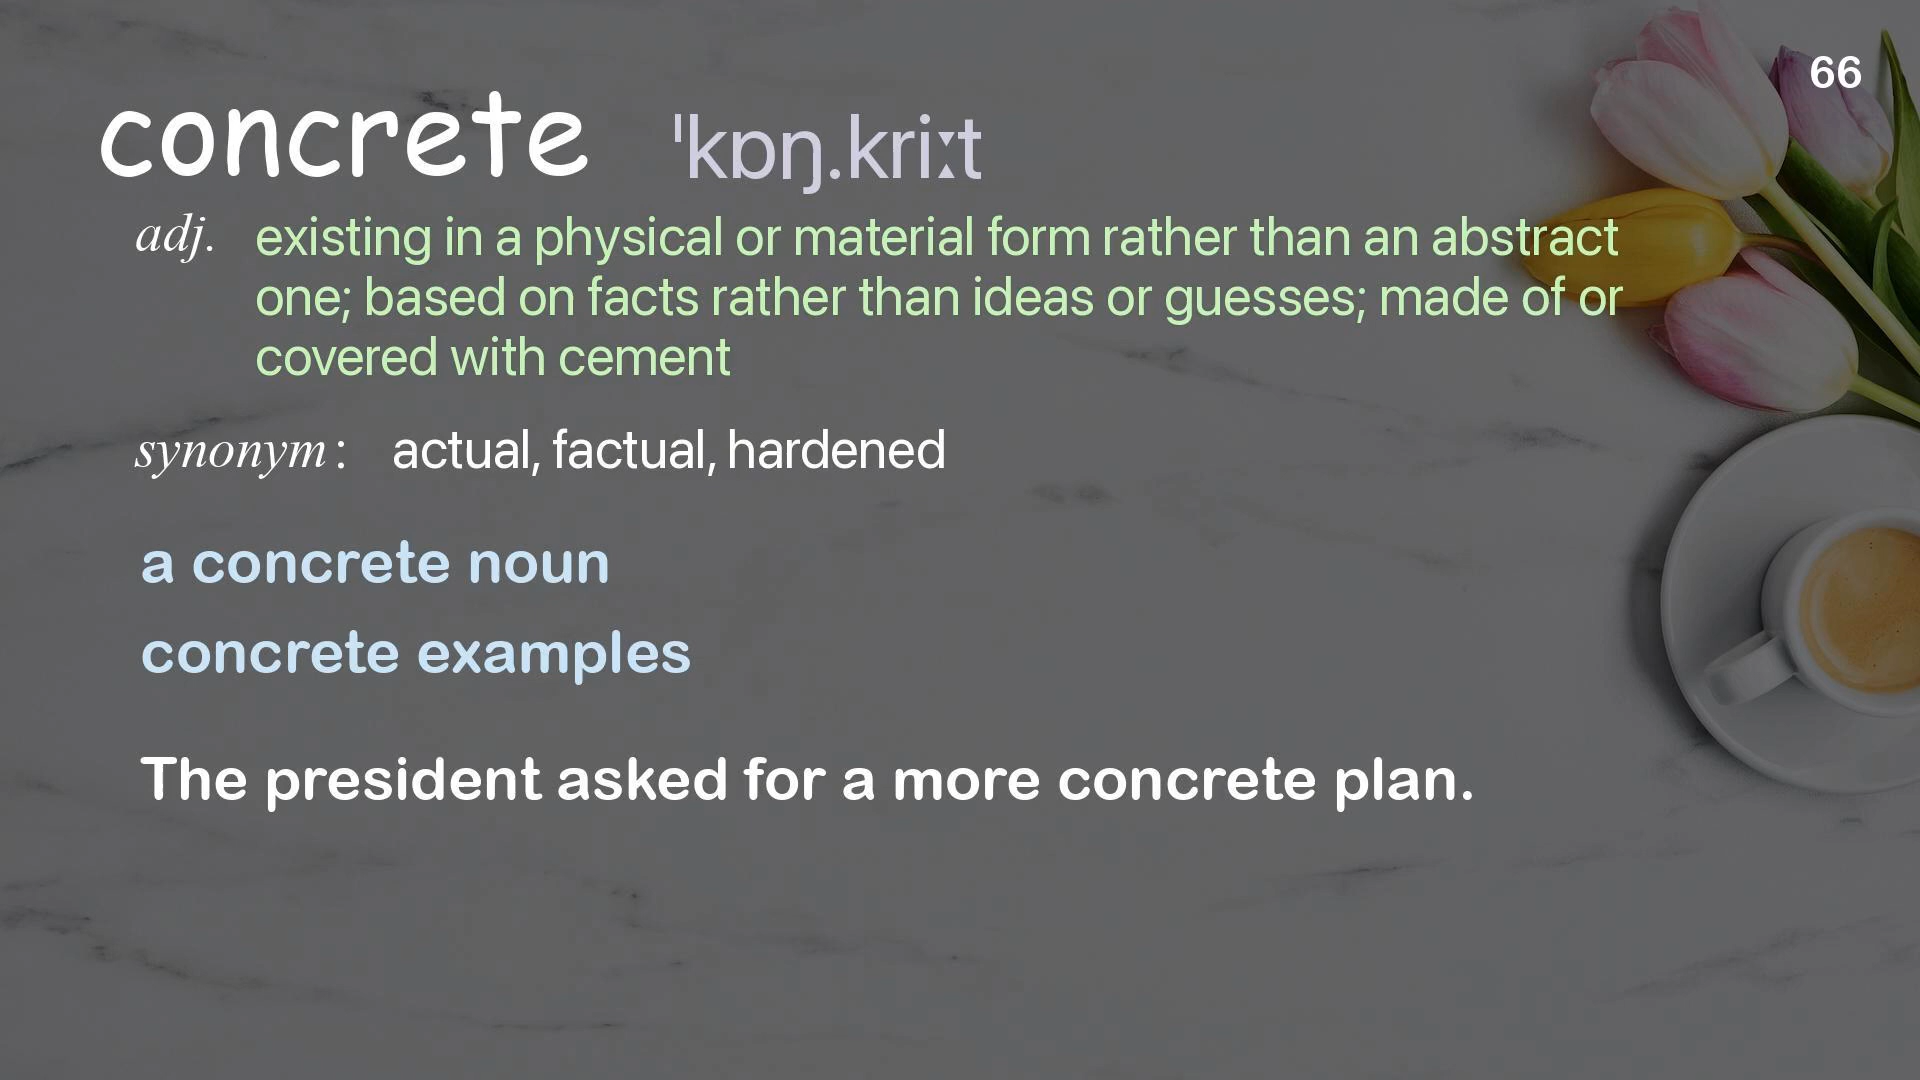 66
concrete ˈkɒŋ.kriːt
adj. existing in a physical or material form rather than an abstract
one; based on facts rather than ideas or guesses; made of or
covered with cement
synonym : actual, factual, hardened
a concrete noun
concrete examples
The president asked for a more concrete plan.